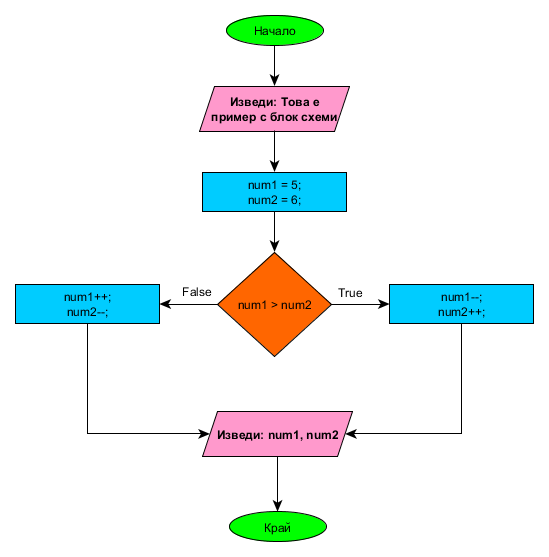 Начало
Изведи: Това е
пример с блок схеми
num1 = 5;
num2 = 6;
num1 > num2
False
True
num1++;
num2--;
num1--;
num2++;
Изведи: num1, num2
Край